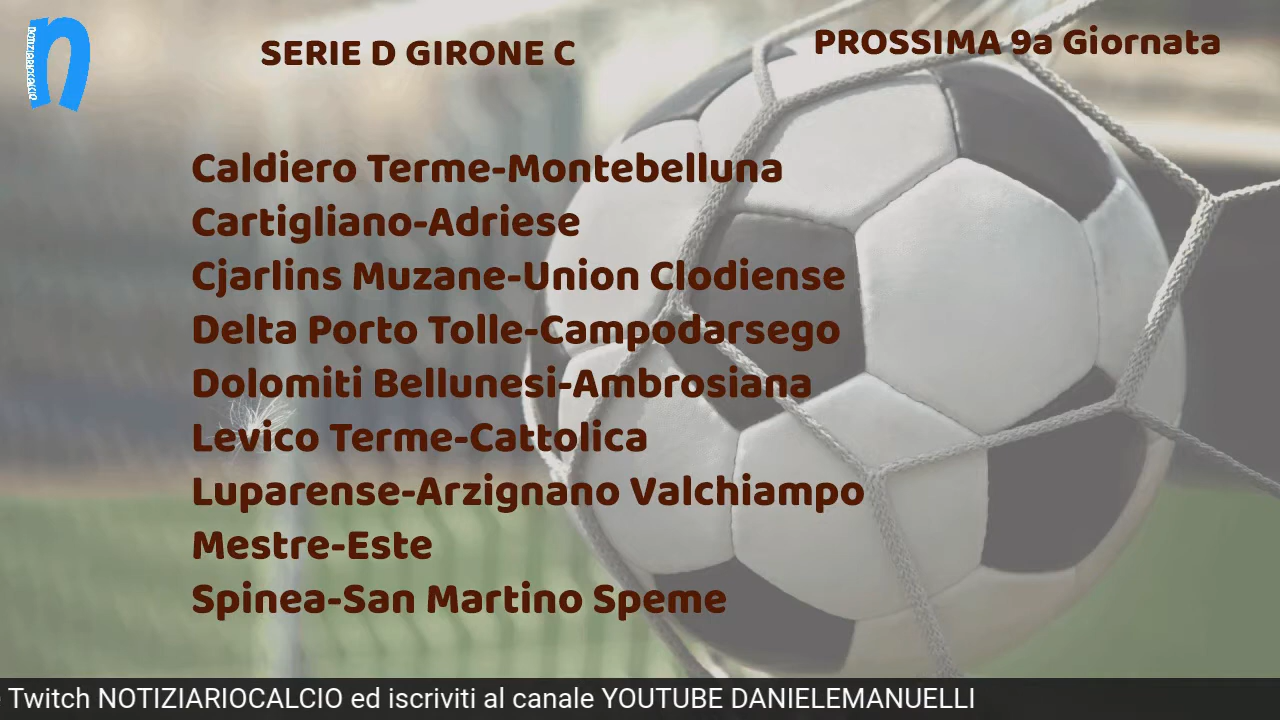 NOTIZIARIOCALCIO
SERIE D GIRONE C
PROSSIMA 9a Giornata
Caldiero Terme-Montebelluna
Cartigliano-Adriese
Cjarlins Muzane-Union Clodiense
Delta Porto Tolle-Campodarsego
Dolomiti Bellunesi-Ambrosiana
Levico Terme-Cattolica
Luparense-Arzignano Valchiampo
Mestre-Este
Spinea-San Martino Speme
Twitch NOTIZIARIOCALCIO ed iscriviti al canale YOUTUBE DANIELEMANUELLI